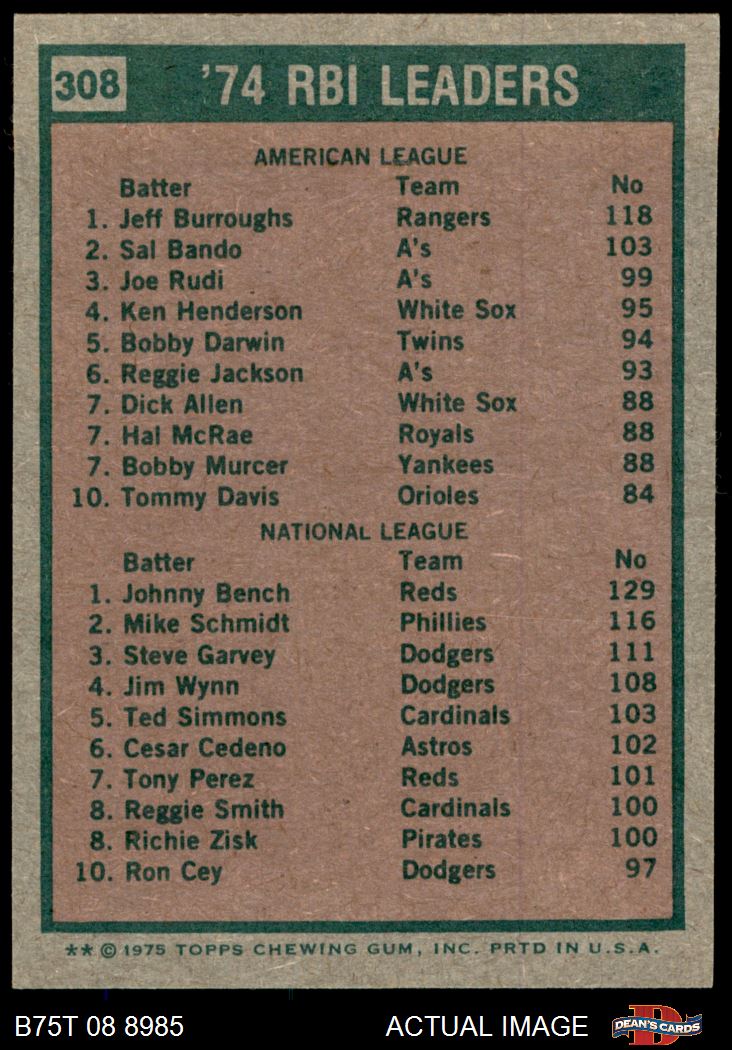 308 '74 RBI LEADERS
AMERICAN LEAGUE
Batter Team No
1. Jeff Burroughs Rangers 118
2. Sal Bando A's 103
3. Joe Rudi A's 99
4. Ken Henderson White Sox 95
5. Bobby Darwin Twins 94
6. Reggie Jackson A's 93
7. Dick Allen White Sox 88
7. Hal McRae Royals 88
7. Bobby Murcer Yankees 88
10. Tommy Davis Orioles 84
NATIONAL LEAGUE
Batter Team No
1. Johnny Bench Reds 129
2. Mike Schmidt Phillies 116
3. Steve Garvey Dodgers 111
4. Jim Wynn Dodgers 108
5. Ted Simmons Cardinals 103
6. Cesar Cedeno Astros 102
7. Tony Perez Reds 101
8. Reggie Smith Cardinals 100
8. Richie Zisk Pirates 100
10. Ron Cey Dodgers 97
** © 1975 TOPPS CHEWING GUM, INC. PRTD IN U.S.A.
B75T 08 8985 ACTUAL IMAGE D DEAN'S CARDS